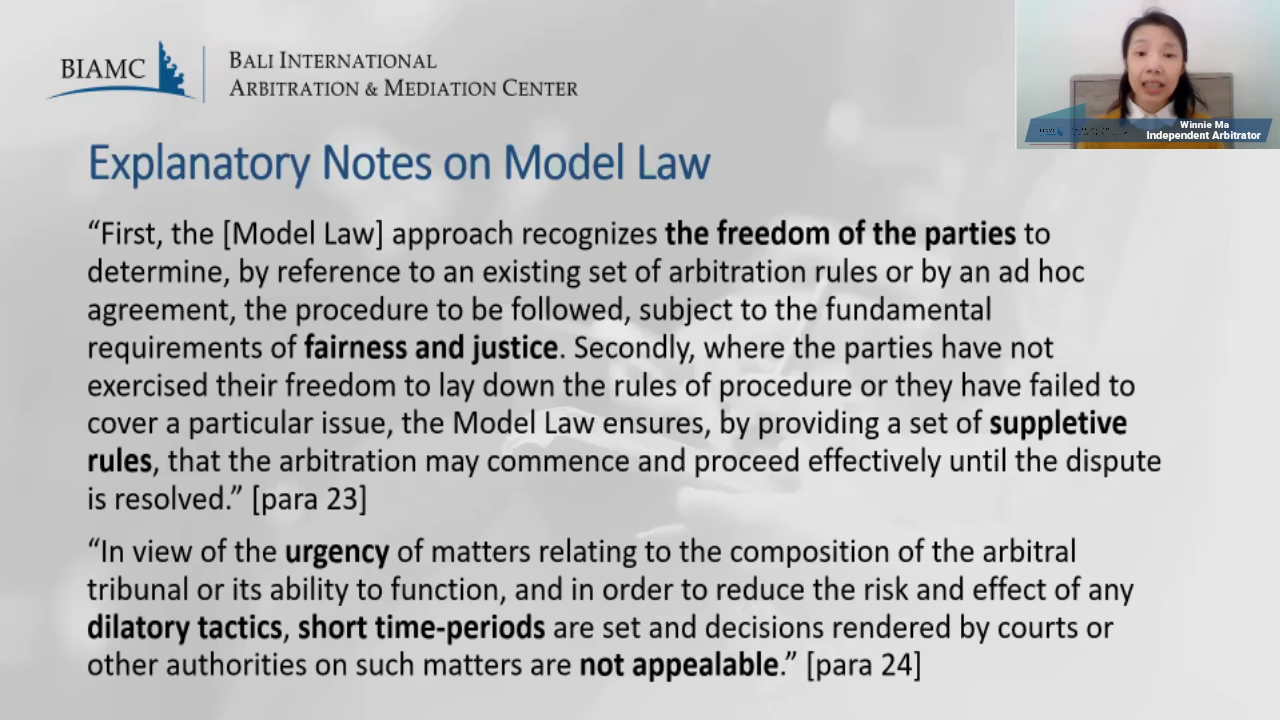 BIAMC
BALI INTERNATIONAL
ARBITRATION & MEDIATION CENTER
Winnie Ma
Independent Arbitrator
Explanatory Notes on Model Law
“First, the [Model Law] approach recognizes the freedom of the parties to
determine, by reference to an existing set of arbitration rules or by an ad hoc
agreement, the procedure to be followed, subject to the fundamental
requirements of fairness and justice. Secondly, where the parties have not
exercised their freedom to lay down the rules of procedure or they have failed to
cover a particular issue, the Model Law ensures, by providing a set of suppletive
rules, that the arbitration may commence and proceed effectively until the dispute
is resolved.” [para 23]
“In view of the urgency of matters relating to the composition of the arbitral
tribunal or its ability to function, and in order to reduce the risk and effect of any
dilatory tactics, short time-periods are set and decisions rendered by courts or
other authorities on such matters are not appealable.” [para 24]